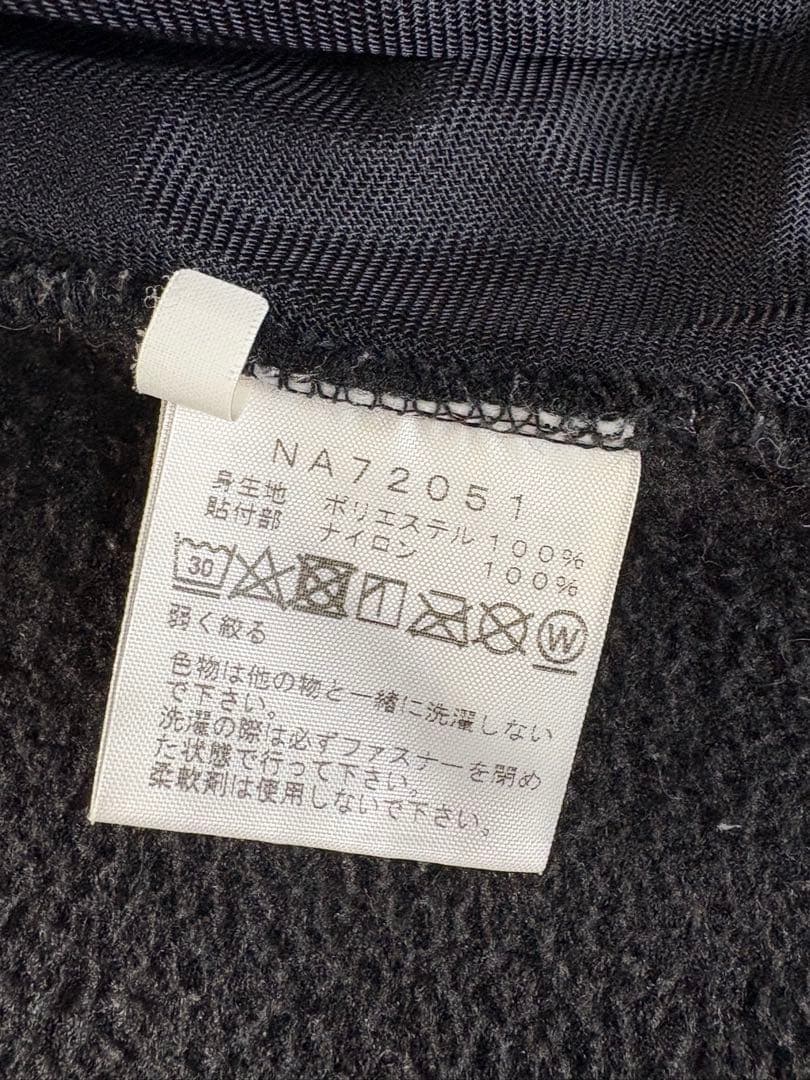 NA72051
身生地 ポリエステル 100%
貼付部 ナイロン 100%
30 W
弱く絞る
色物は他の物と一緒に洗濯しない
で下さい。
洗濯の際は必ずファスナーを閉め
た状態で行って下さい。
柔軟剤は使用しないで下さい。